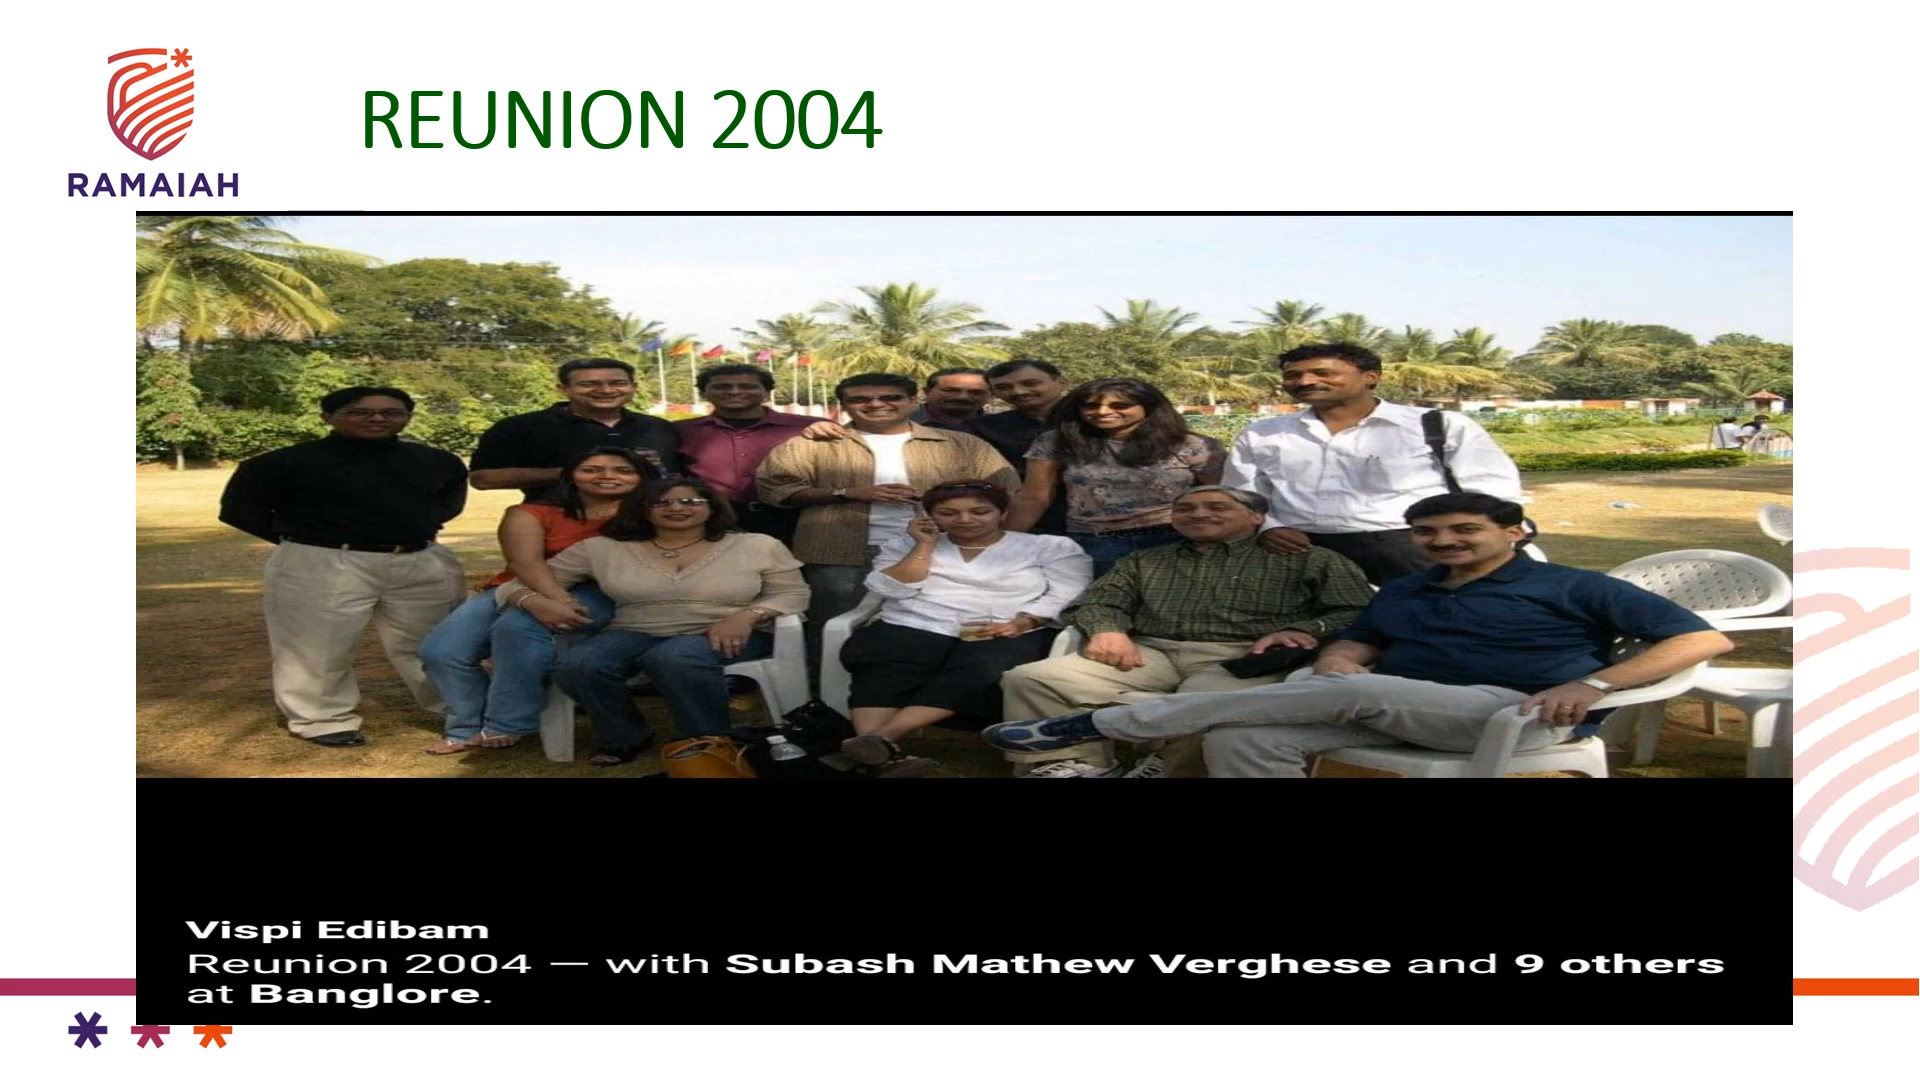 RAMAIAH
REUNION 2004
Vispi Edibam
Reunion 2004 — with Subash Mathew Verghese and 9 others
at Banglore.